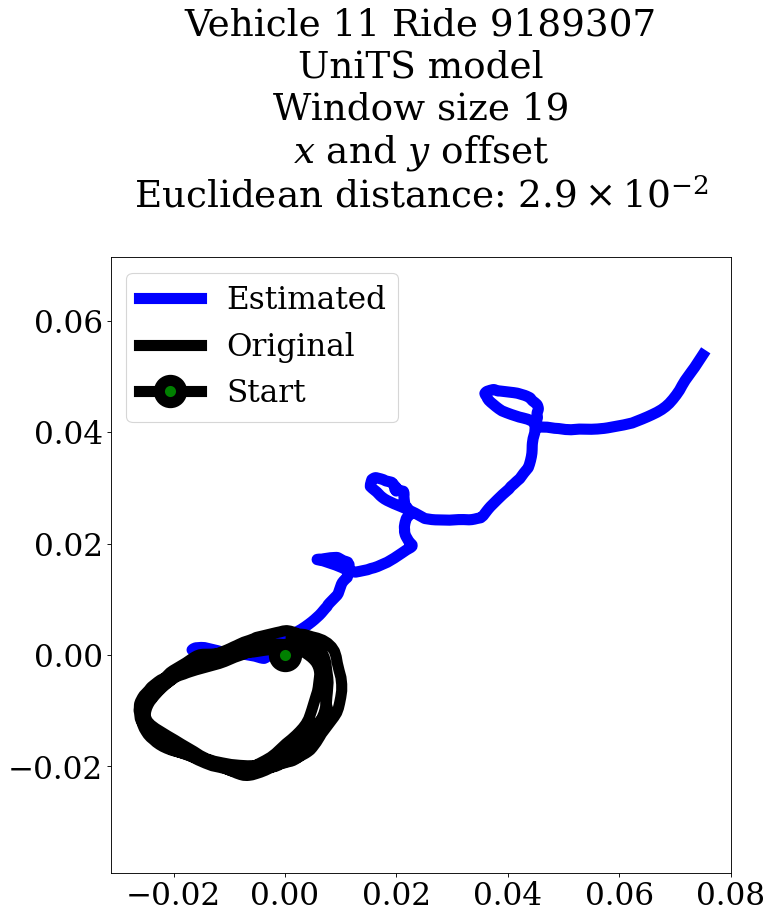 Vehicle 11 Ride 9189307
UniTS model
Window size 19
x and y offset
Euclidean distance: 2.9 × 10⁻²
Estimated
Original
Start
0.06
0.04
0.02
0.00
−0.02
−0.02 0.00 0.02 0.04 0.06 0.08